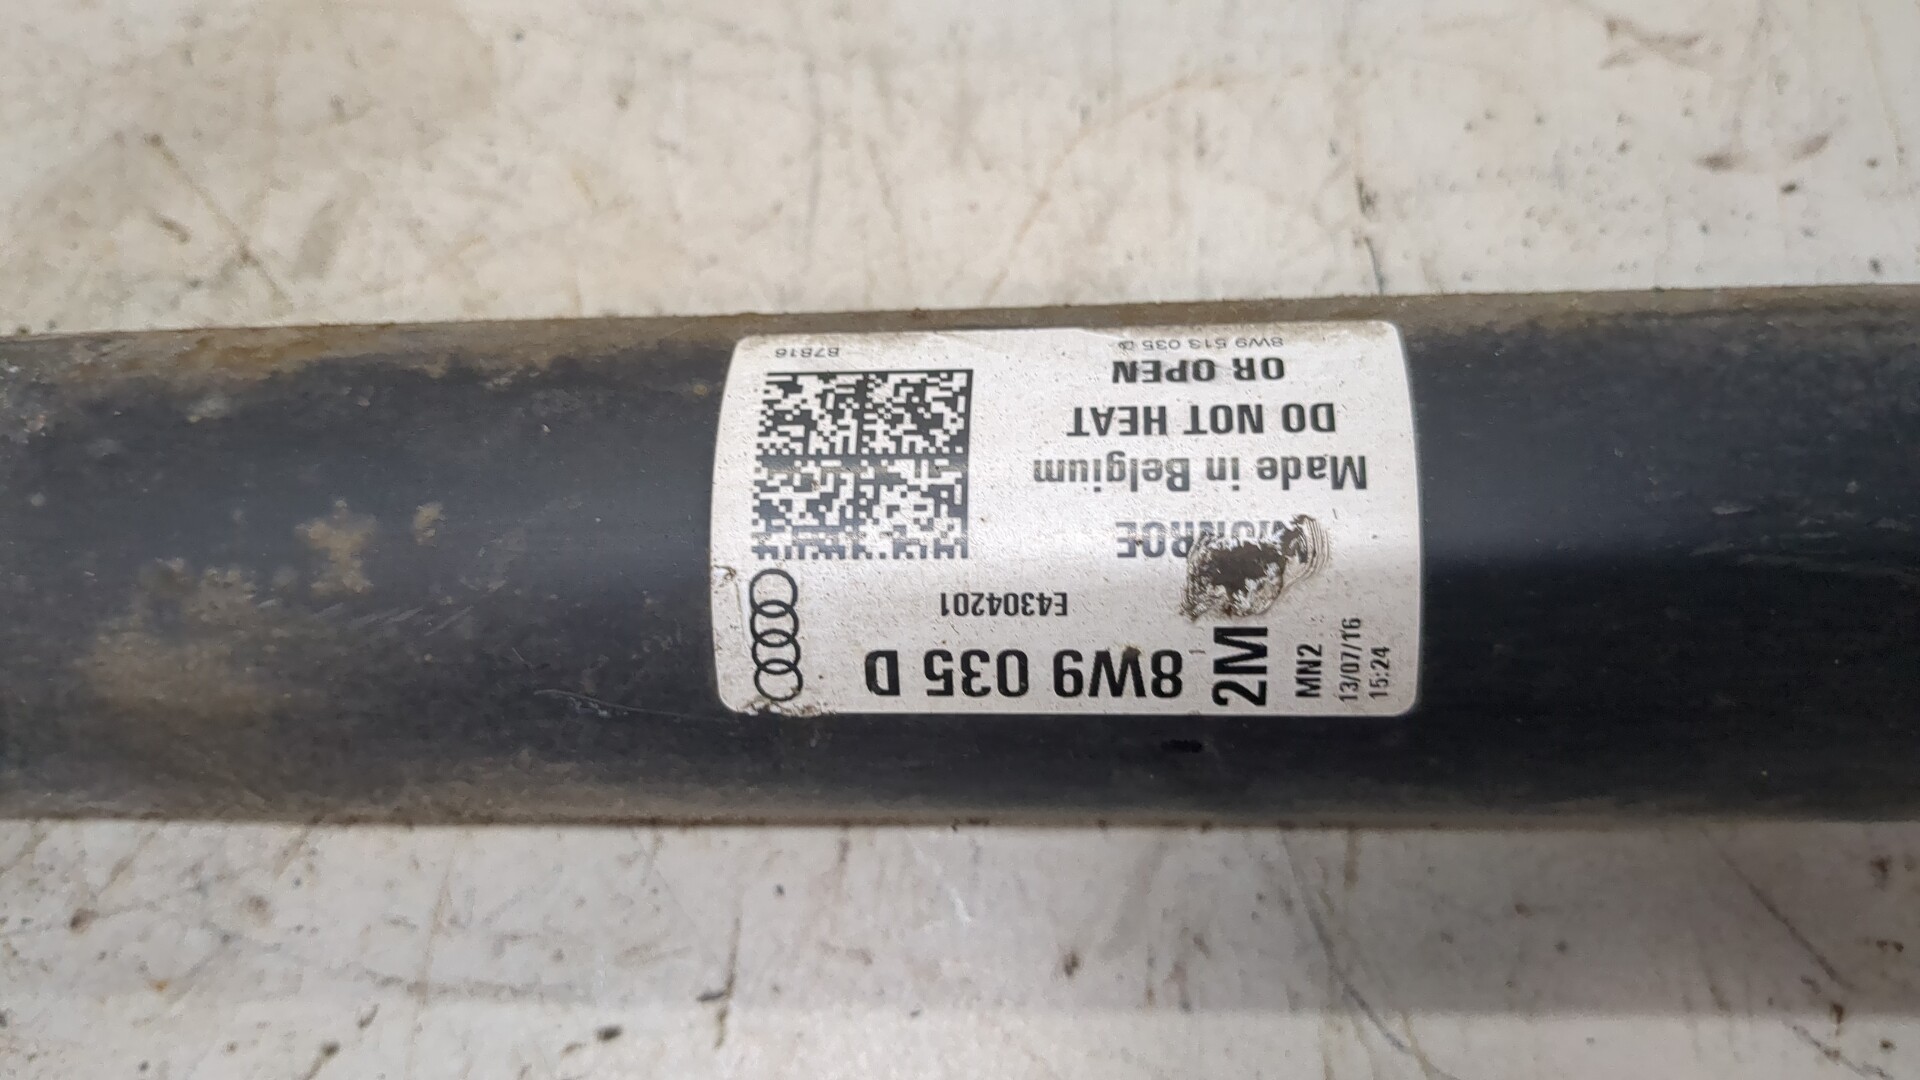 8W9 035 D
E4304201
MONROE
Made in Belgium
DO NOT HEAT
OR OPEN
8W9 513 035 D
2M
MN2
13/07/16
15:24